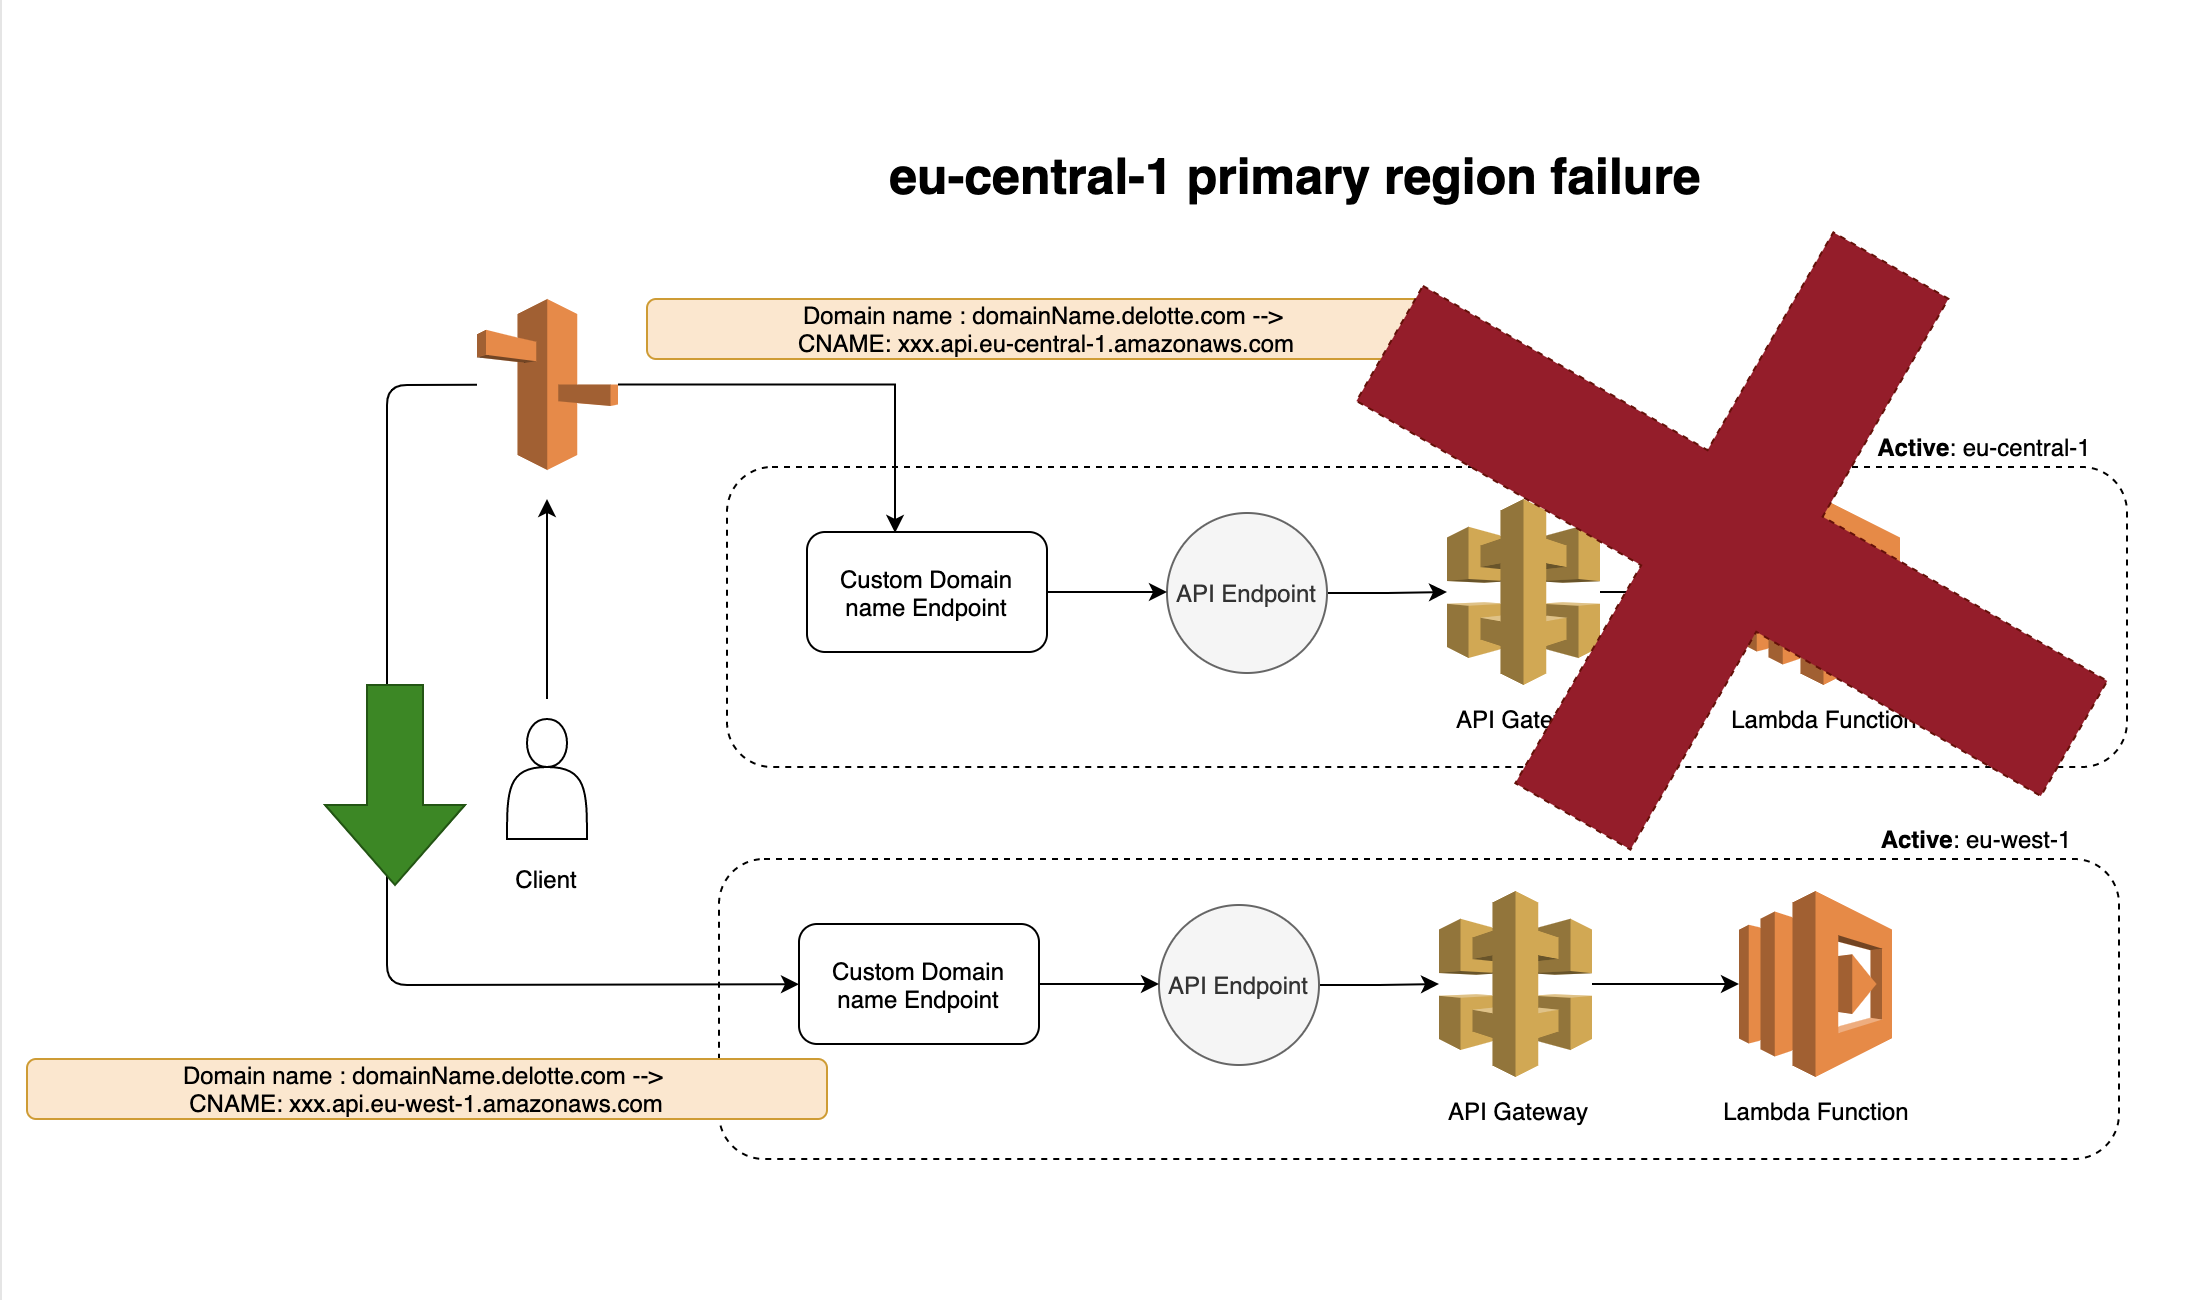 eu-central-1 primary region failure
Domain name : domainName.delotte.com -->
CNAME: xxx.api.eu-central-1.amazonaws.com
Active: eu-central-1
Custom Domain
name Endpoint
API Endpoint
API Gate
Lambda Function
Client
Active: eu-west-1
Custom Domain
name Endpoint
API Endpoint
API Gateway
Lambda Function
Domain name : domainName.delotte.com -->
CNAME: xxx.api.eu-west-1.amazonaws.com